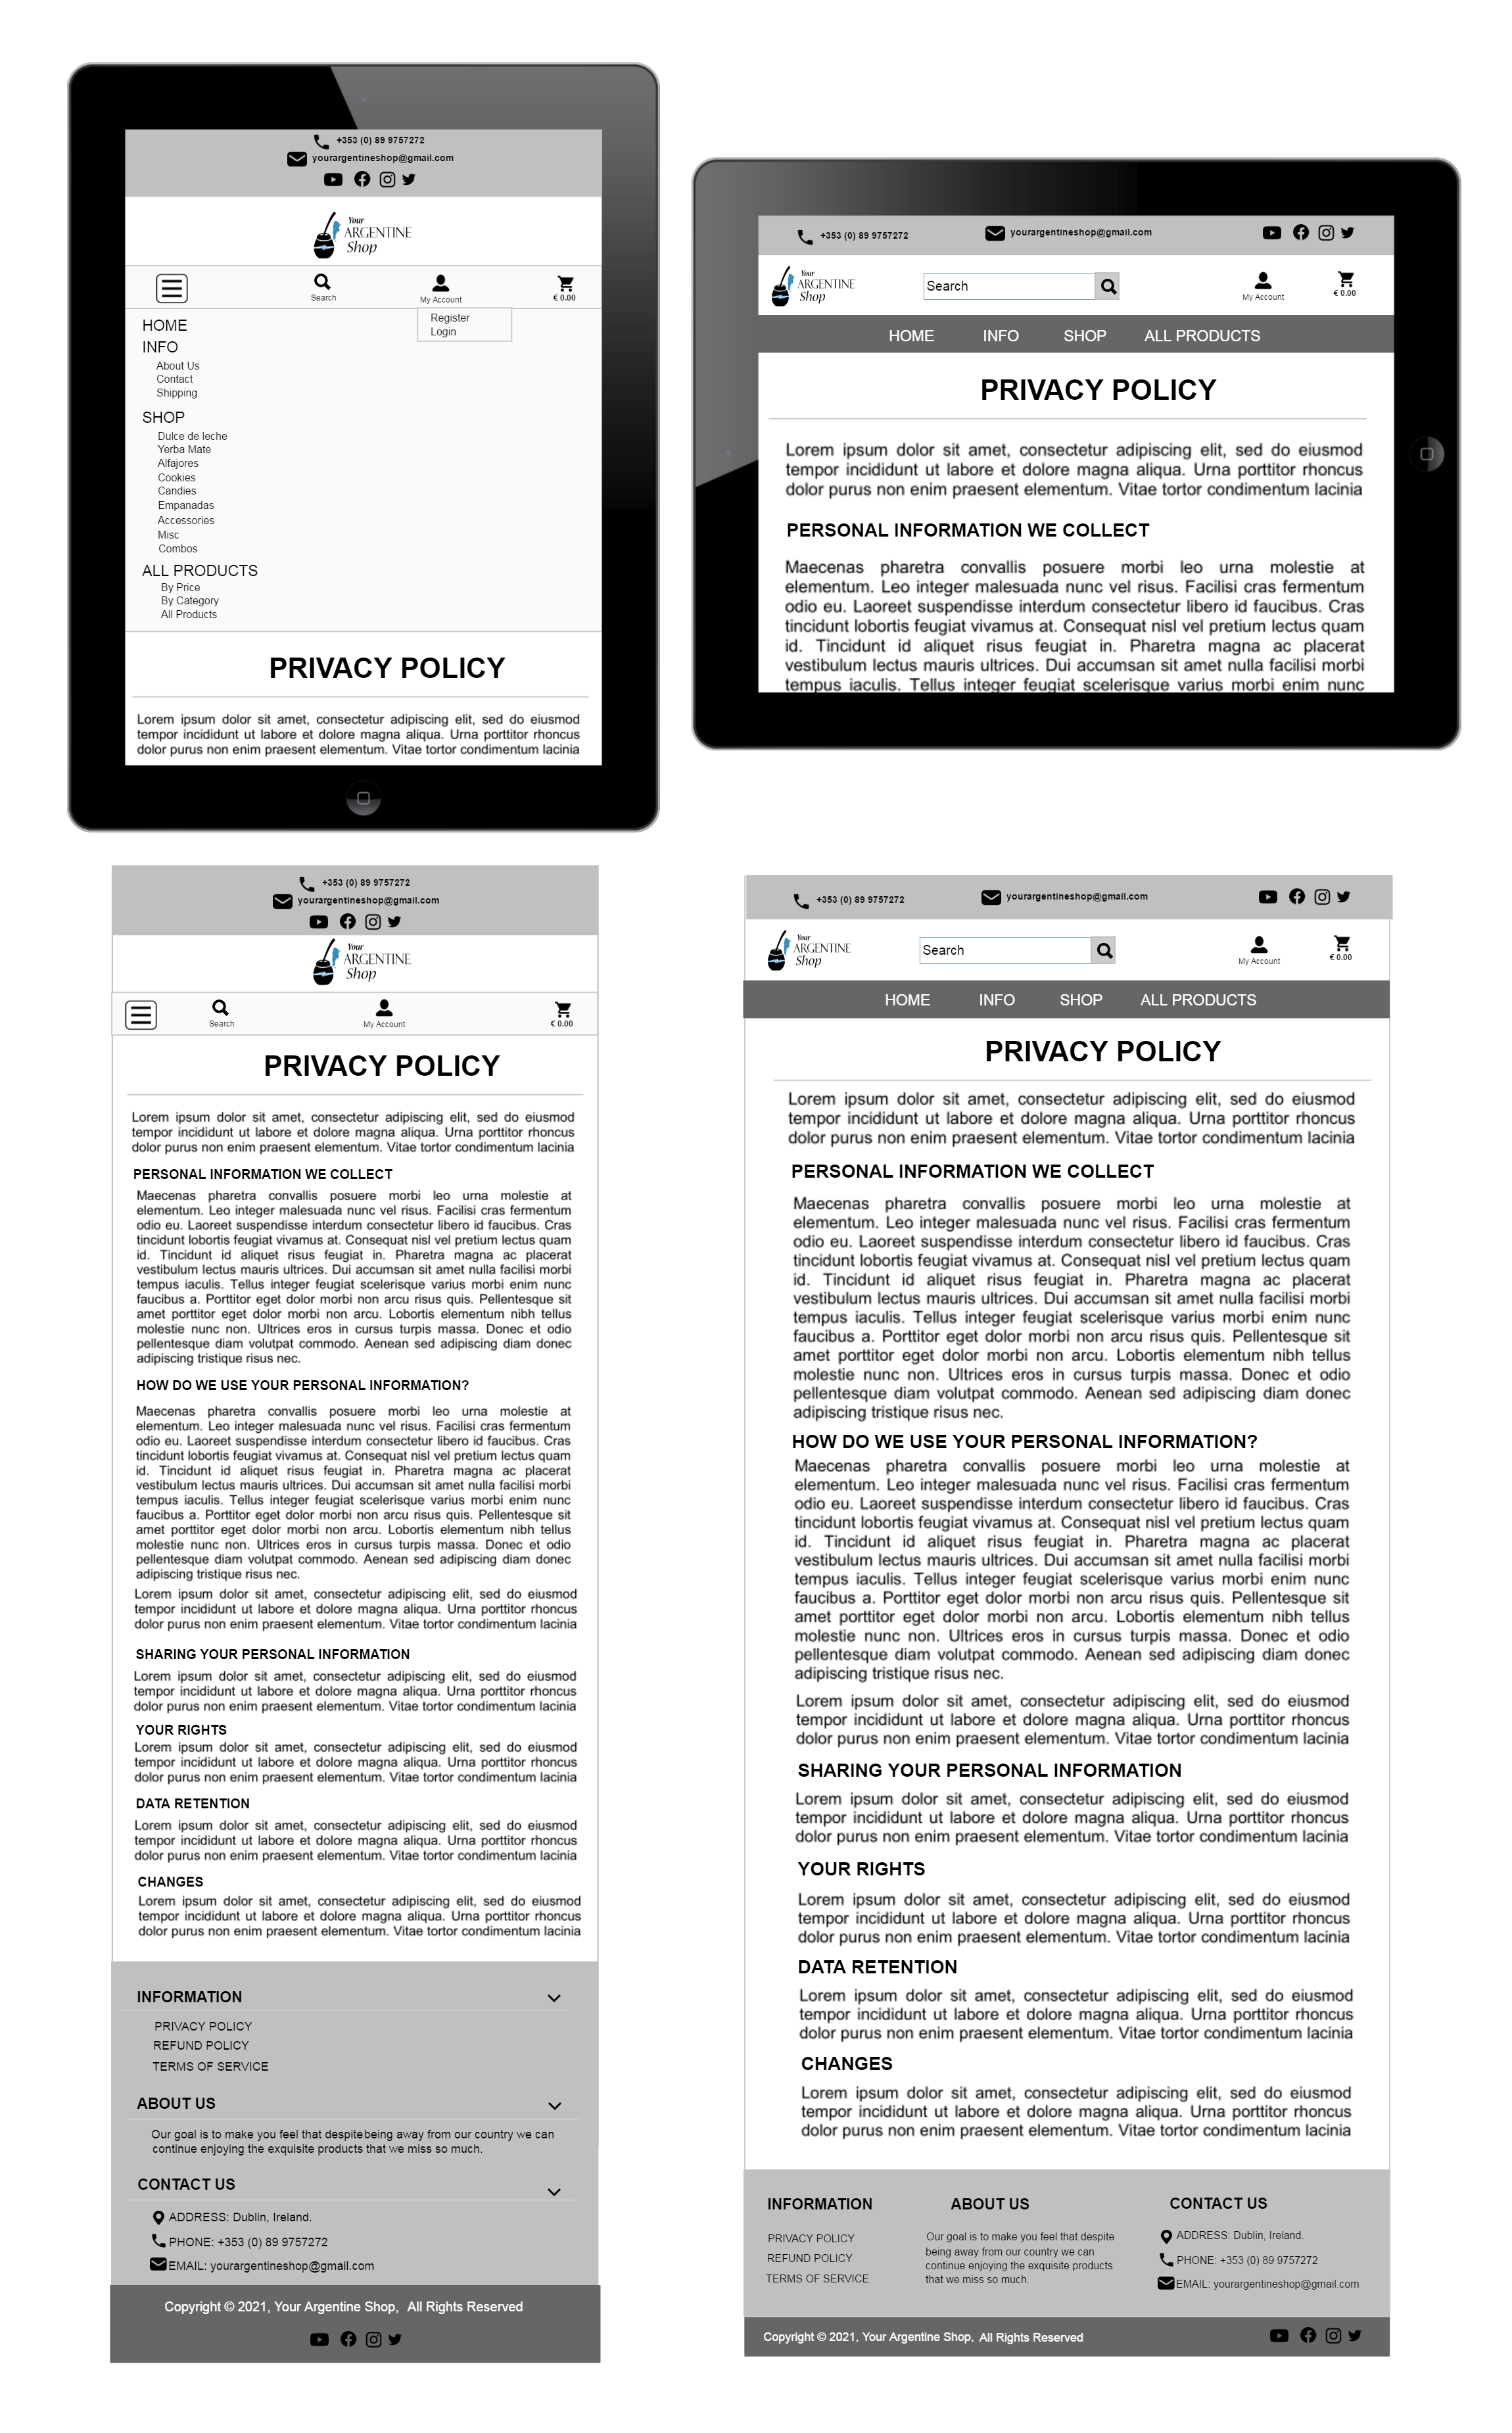 +353 (0) 89 9757272
yourargentineshop@gmail.com
Your
ARGENTINE
Shop
Search
My Account
€ 0.00
Register
Login
HOME
INFO
About Us
Contact
Shipping
SHOP
Dulce de leche
Yerba Mate
Alfajores
Cookies
Candies
Empanadas
Accessories
Misc
Combos
ALL PRODUCTS
By Price
By Category
All Products
PRIVACY POLICY
Lorem ipsum dolor sit amet, consectetur adipiscing elit, sed do eiusmod
tempor incididunt ut labore et dolore magna aliqua. Urna porttitor rhoncus
dolor purus non enim praesent elementum. Vitae tortor condimentum lacinia
+353 (0) 89 9757272
yourargentineshop@gmail.com
Your
ARGENTINE
Shop
Search
My Account
€ 0.00
HOME INFO SHOP ALL PRODUCTS
PRIVACY POLICY
Lorem ipsum dolor sit amet, consectetur adipiscing elit, sed do eiusmod
tempor incididunt ut labore et dolore magna aliqua. Urna porttitor rhoncus
dolor purus non enim praesent elementum. Vitae tortor condimentum lacinia
PERSONAL INFORMATION WE COLLECT
Maecenas pharetra convallis posuere morbi leo urna molestie at
elementum. Leo integer malesuada nunc vel risus. Facilisi cras fermentum
odio eu. Laoreet suspendisse interdum consectetur libero id faucibus. Cras
tincidunt lobortis feugiat vivamus at. Consequat nisl vel pretium lectus quam
id. Tincidunt id aliquet risus feugiat in. Pharetra magna ac placerat
vestibulum lectus mauris ultrices. Dui accumsan sit amet nulla facilisi morbi
tempus iaculis. Tellus integer feugiat scelerisque varius morbi enim nunc
+353 (0) 89 9757272
yourargentineshop@gmail.com
Your
ARGENTINE
Shop
Search
My Account
€ 0.00
PRIVACY POLICY
Lorem ipsum dolor sit amet, consectetur adipiscing elit, sed do eiusmod
tempor incididunt ut labore et dolore magna aliqua. Urna porttitor rhoncus
dolor purus non enim praesent elementum. Vitae tortor condimentum lacinia
PERSONAL INFORMATION WE COLLECT
Maecenas pharetra convallis posuere morbi leo urna molestie at
elementum. Leo integer malesuada nunc vel risus. Facilisi cras fermentum
odio eu. Laoreet suspendisse interdum consectetur libero id faucibus. Cras
tincidunt lobortis feugiat vivamus at. Consequat nisl vel pretium lectus quam
id. Tincidunt id aliquet risus feugiat in. Pharetra magna ac placerat
vestibulum lectus mauris ultrices. Dui accumsan sit amet nulla facilisi morbi
tempus iaculis. Tellus integer feugiat scelerisque varius morbi enim nunc
faucibus a. Porttitor eget dolor morbi non arcu risus quis. Pellentesque sit
amet porttitor eget dolor morbi non arcu. Lobortis elementum nibh tellus
molestie nunc non. Ultrices eros in cursus turpis massa. Donec et odio
pellentesque diam volutpat commodo. Aenean sed adipiscing diam donec
adipiscing tristique risus nec.
HOW DO WE USE YOUR PERSONAL INFORMATION?
Maecenas pharetra convallis posuere morbi leo urna molestie at
elementum. Leo integer malesuada nunc vel risus. Facilisi cras fermentum
odio eu. Laoreet suspendisse interdum consectetur libero id faucibus. Cras
tincidunt lobortis feugiat vivamus at. Consequat nisl vel pretium lectus quam
id. Tincidunt id aliquet risus feugiat in. Pharetra magna ac placerat
vestibulum lectus mauris ultrices. Dui accumsan sit amet nulla facilisi morbi
tempus iaculis. Tellus integer feugiat scelerisque varius morbi enim nunc
faucibus a. Porttitor eget dolor morbi non arcu risus quis. Pellentesque sit
amet porttitor eget dolor morbi non arcu. Lobortis elementum nibh tellus
molestie nunc non. Ultrices eros in cursus turpis massa. Donec et odio
pellentesque diam volutpat commodo. Aenean sed adipiscing diam donec
adipiscing tristique risus nec.
Lorem ipsum dolor sit amet, consectetur adipiscing elit, sed do eiusmod
tempor incididunt ut labore et dolore magna aliqua. Urna porttitor rhoncus
dolor purus non enim praesent elementum. Vitae tortor condimentum lacinia
SHARING YOUR PERSONAL INFORMATION
Lorem ipsum dolor sit amet, consectetur adipiscing elit, sed do eiusmod
tempor incididunt ut labore et dolore magna aliqua. Urna porttitor rhoncus
dolor purus non enim praesent elementum. Vitae tortor condimentum lacinia
YOUR RIGHTS
Lorem ipsum dolor sit amet, consectetur adipiscing elit, sed do eiusmod
tempor incididunt ut labore et dolore magna aliqua. Urna porttitor rhoncus
dolor purus non enim praesent elementum. Vitae tortor condimentum lacinia
DATA RETENTION
Lorem ipsum dolor sit amet, consectetur adipiscing elit, sed do eiusmod
tempor incididunt ut labore et dolore magna aliqua. Urna porttitor rhoncus
dolor purus non enim praesent elementum. Vitae tortor condimentum lacinia
CHANGES
Lorem ipsum dolor sit amet, consectetur adipiscing elit, sed do eiusmod
tempor incididunt ut labore et dolore magna aliqua. Urna porttitor rhoncus
dolor purus non enim praesent elementum. Vitae tortor condimentum lacinia
INFORMATION
PRIVACY POLICY
REFUND POLICY
TERMS OF SERVICE
ABOUT US
Our goal is to make you feel that despitebeing away from our country we can
continue enjoying the exquisite products that we miss so much.
CONTACT US
ADDRESS: Dublin, Ireland.
PHONE: +353 (0) 89 9757272
EMAIL: yourargentineshop@gmail.com
Copyright © 2021, Your Argentine Shop, All Rights Reserved
+353 (0) 89 9757272
yourargentineshop@gmail.com
Your
ARGENTINE
Shop
Search
My Account
€ 0.00
HOME INFO SHOP ALL PRODUCTS
PRIVACY POLICY
Lorem ipsum dolor sit amet, consectetur adipiscing elit, sed do eiusmod
tempor incididunt ut labore et dolore magna aliqua. Urna porttitor rhoncus
dolor purus non enim praesent elementum. Vitae tortor condimentum lacinia
PERSONAL INFORMATION WE COLLECT
Maecenas pharetra convallis posuere morbi leo urna molestie at
elementum. Leo integer malesuada nunc vel risus. Facilisi cras fermentum
odio eu. Laoreet suspendisse interdum consectetur libero id faucibus. Cras
tincidunt lobortis feugiat vivamus at. Consequat nisl vel pretium lectus quam
id. Tincidunt id aliquet risus feugiat in. Pharetra magna ac placerat
vestibulum lectus mauris ultrices. Dui accumsan sit amet nulla facilisi morbi
tempus iaculis. Tellus integer feugiat scelerisque varius morbi enim nunc
faucibus a. Porttitor eget dolor morbi non arcu risus quis. Pellentesque sit
amet porttitor eget dolor morbi non arcu. Lobortis elementum nibh tellus
molestie nunc non. Ultrices eros in cursus turpis massa. Donec et odio
pellentesque diam volutpat commodo. Aenean sed adipiscing diam donec
adipiscing tristique risus nec.
HOW DO WE USE YOUR PERSONAL INFORMATION?
Maecenas pharetra convallis posuere morbi leo urna molestie at
elementum. Leo integer malesuada nunc vel risus. Facilisi cras fermentum
odio eu. Laoreet suspendisse interdum consectetur libero id faucibus. Cras
tincidunt lobortis feugiat vivamus at. Consequat nisl vel pretium lectus quam
id. Tincidunt id aliquet risus feugiat in. Pharetra magna ac placerat
vestibulum lectus mauris ultrices. Dui accumsan sit amet nulla facilisi morbi
tempus iaculis. Tellus integer feugiat scelerisque varius morbi enim nunc
faucibus a. Porttitor eget dolor morbi non arcu risus quis. Pellentesque sit
amet porttitor eget dolor morbi non arcu. Lobortis elementum nibh tellus
molestie nunc non. Ultrices eros in cursus turpis massa. Donec et odio
pellentesque diam volutpat commodo. Aenean sed adipiscing diam donec
adipiscing tristique risus nec.
Lorem ipsum dolor sit amet, consectetur adipiscing elit, sed do eiusmod
tempor incididunt ut labore et dolore magna aliqua. Urna porttitor rhoncus
dolor purus non enim praesent elementum. Vitae tortor condimentum lacinia
SHARING YOUR PERSONAL INFORMATION
Lorem ipsum dolor sit amet, consectetur adipiscing elit, sed do eiusmod
tempor incididunt ut labore et dolore magna aliqua. Urna porttitor rhoncus
dolor purus non enim praesent elementum. Vitae tortor condimentum lacinia
YOUR RIGHTS
Lorem ipsum dolor sit amet, consectetur adipiscing elit, sed do eiusmod
tempor incididunt ut labore et dolore magna aliqua. Urna porttitor rhoncus
dolor purus non enim praesent elementum. Vitae tortor condimentum lacinia
DATA RETENTION
Lorem ipsum dolor sit amet, consectetur adipiscing elit, sed do eiusmod
tempor incididunt ut labore et dolore magna aliqua. Urna porttitor rhoncus
dolor purus non enim praesent elementum. Vitae tortor condimentum lacinia
CHANGES
Lorem ipsum dolor sit amet, consectetur adipiscing elit, sed do eiusmod
tempor incididunt ut labore et dolore magna aliqua. Urna porttitor rhoncus
dolor purus non enim praesent elementum. Vitae tortor condimentum lacinia
INFORMATION
PRIVACY POLICY
REFUND POLICY
TERMS OF SERVICE
ABOUT US
Our goal is to make you feel that despite
being away from our country we can
continue enjoying the exquisite products
that we miss so much.
CONTACT US
ADDRESS: Dublin, Ireland.
PHONE: +353 (0) 89 9757272
EMAIL: yourargentineshop@gmail.com
Copyright © 2021, Your Argentine Shop, All Rights Reserved